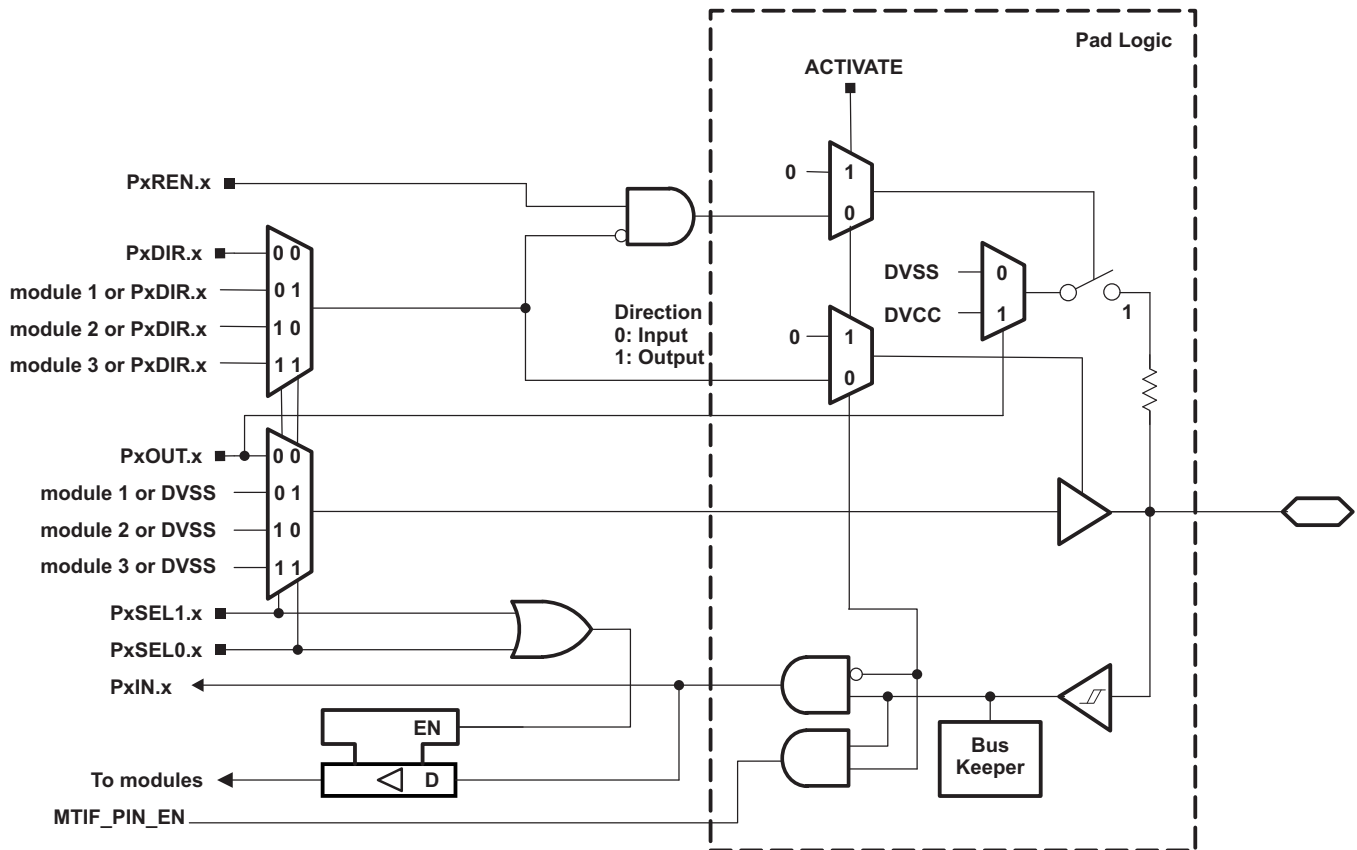 Pad Logic
ACTIVATE
PxREN.x
0
1
0
PxDIR.x
0 0
module 1 or PxDIR.x
0 1
module 2 or PxDIR.x
1 0
module 3 or PxDIR.x
1 1
Direction
0: Input
1: Output
0
1
0
DVSS
0
DVCC
1
1
PxOUT.x
0 0
module 1 or DVSS
0 1
module 2 or DVSS
1 0
module 3 or DVSS
1 1
PxSEL1.x
PxSEL0.x
PxIN.x
EN
D
To modules
MTIF_PIN_EN
Bus
Keeper